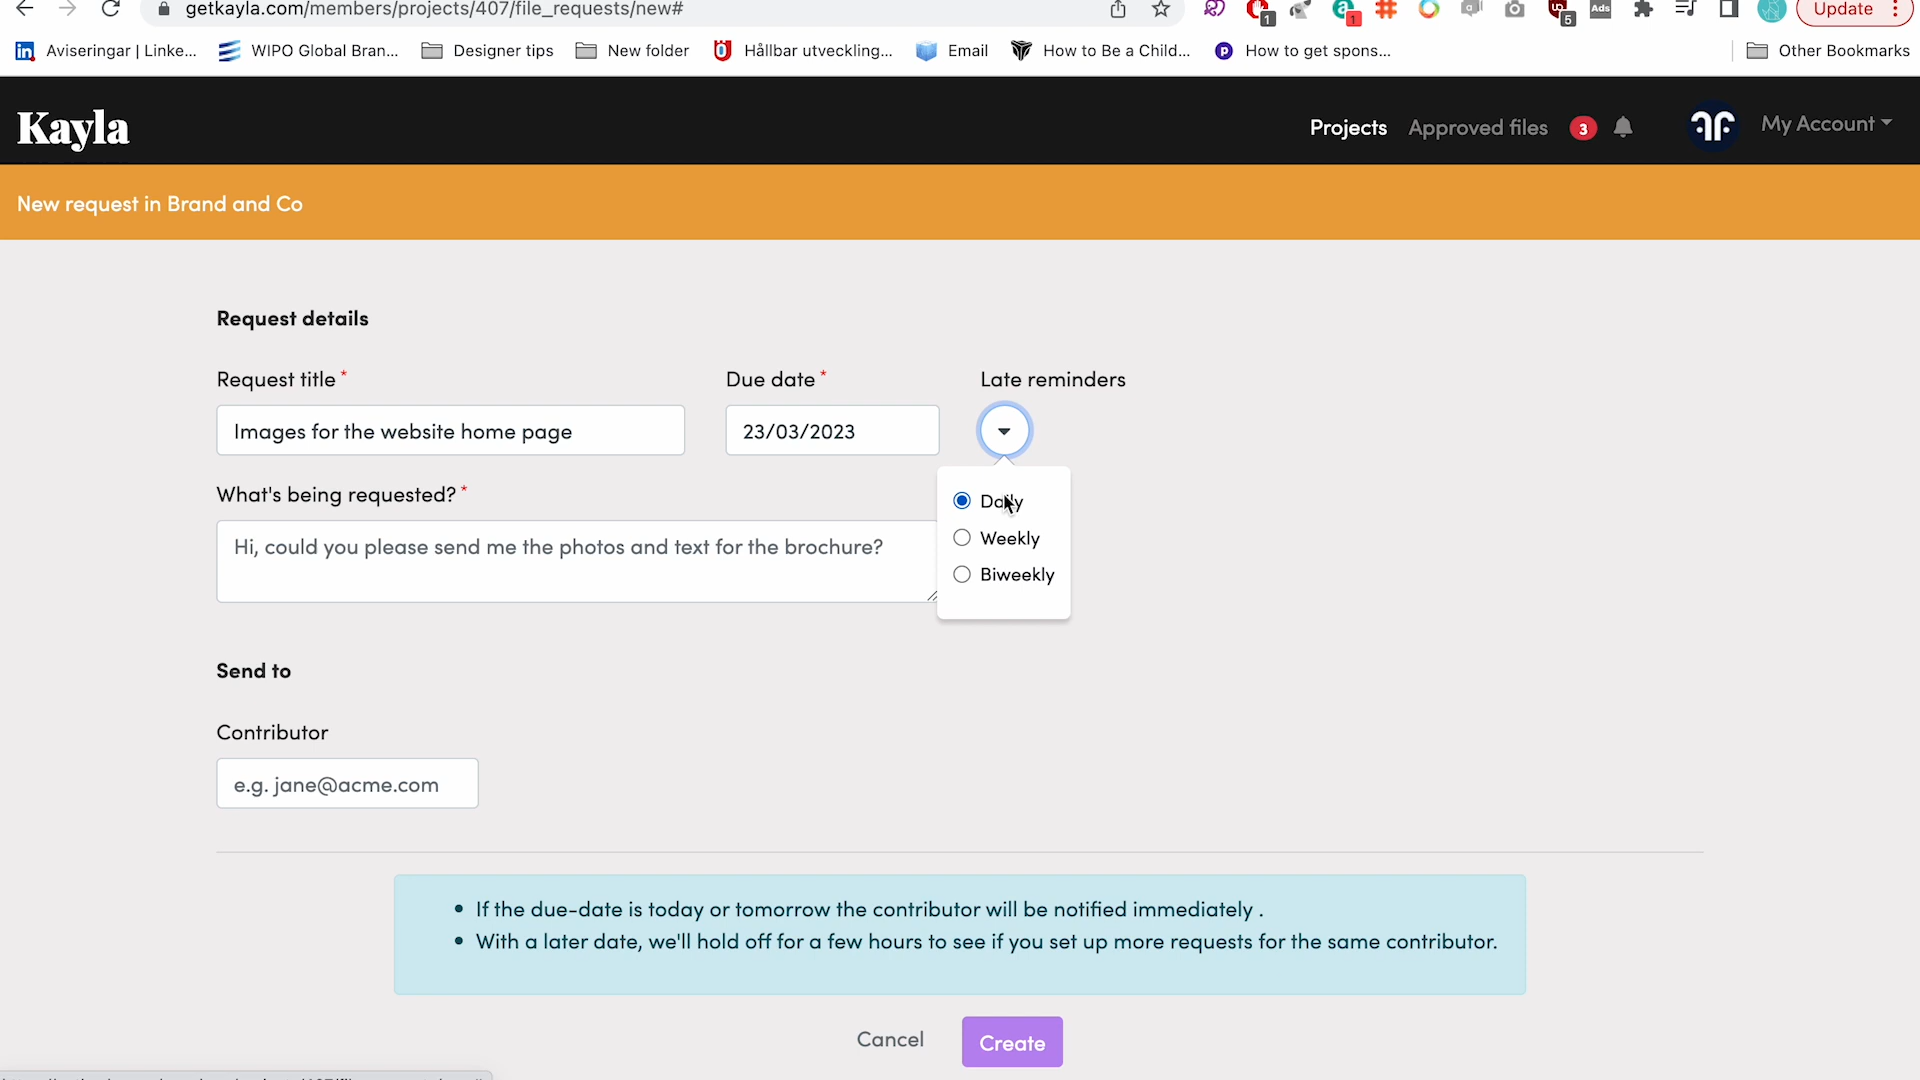 getkayla.com/members/projects/407/file_requests/new#
1
a
1
up
5
Ads
Update
in Aviseringar | Linke...
WIPO Global Bran...
Designer tips
New folder
Hållbar utveckling...
Email
How to Be a Child...
How to get spons...
Other Bookmarks
Kayla
Projects
Approved files
3
My Account
New request in Brand and Co
Request details
Request title *
Due date *
Late reminders
Images for the website home page
23/03/2023
What's being requested? *
Daily
Weekly
Biweekly
Hi, could you please send me the photos and text for the brochure?
Send to
Contributor
e.g. jane@acme.com
• If the due-date is today or tomorrow the contributor will be notified immediately .
• With a later date, we'll hold off for a few hours to see if you set up more requests for the same contributor.
Cancel
Create